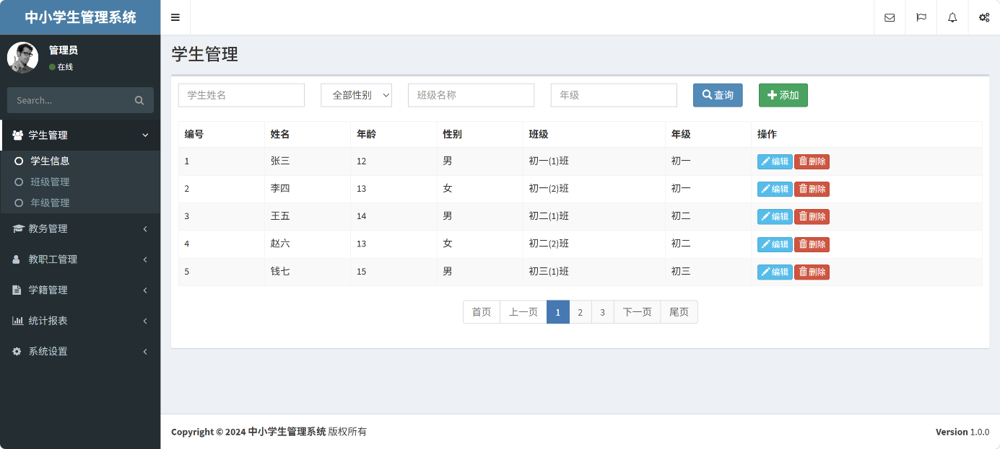 中小学生管理系统
管理员
在线
Search...
学生管理
学生信息
班级管理
年级管理
教务管理
教职工管理
学籍管理
统计报表
系统设置
学生管理
学生姓名 全部性别 班级名称 年级 查询 添加
编号 姓名 年龄 性别 班级 年级 操作
1 张三 12 男 初一(1)班 初一 编辑 删除
2 李四 13 女 初一(2)班 初一 编辑 删除
3 王五 14 男 初二(1)班 初二 编辑 删除
4 赵六 13 女 初二(2)班 初二 编辑 删除
5 钱七 15 男 初三(1)班 初三 编辑 删除
首页 上一页 1 2 3 下一页 尾页
Copyright © 2024 中小学生管理系统 版权所有 Version 1.0.0